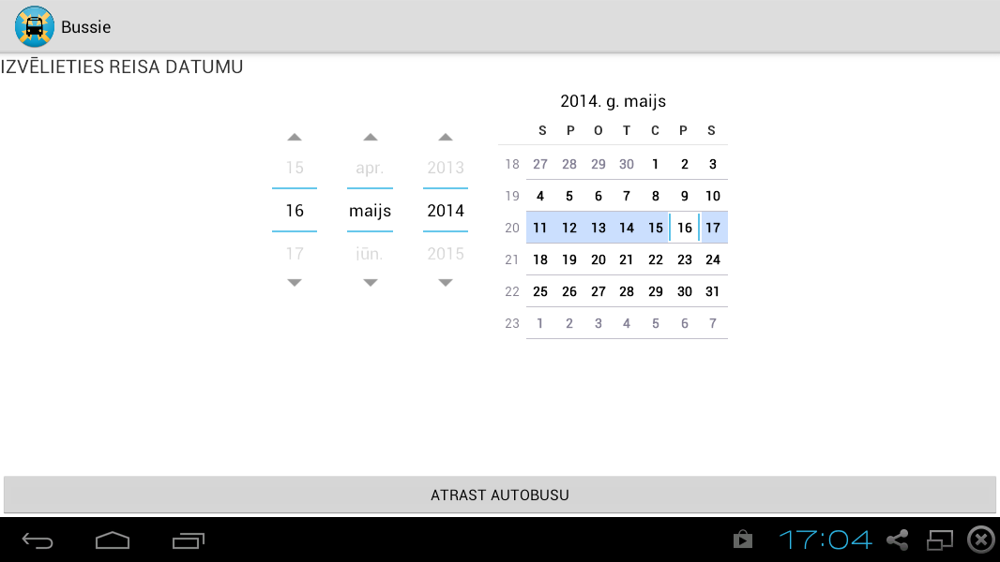 Bussie
IZVĒLIETIES REISA DATUMU
2014. g. maijs
S P O T C P S
15 apr. 2013
18 27 28 29 30 1 2 3
19 4 5 6 7 8 9 10
16 maijs 2014
20 11 12 13 14 15 16 17
17 jūn. 2015
21 18 19 20 21 22 23 24
22 25 26 27 28 29 30 31
23 1 2 3 4 5 6 7
ATRAST AUTOBUSU
17:04